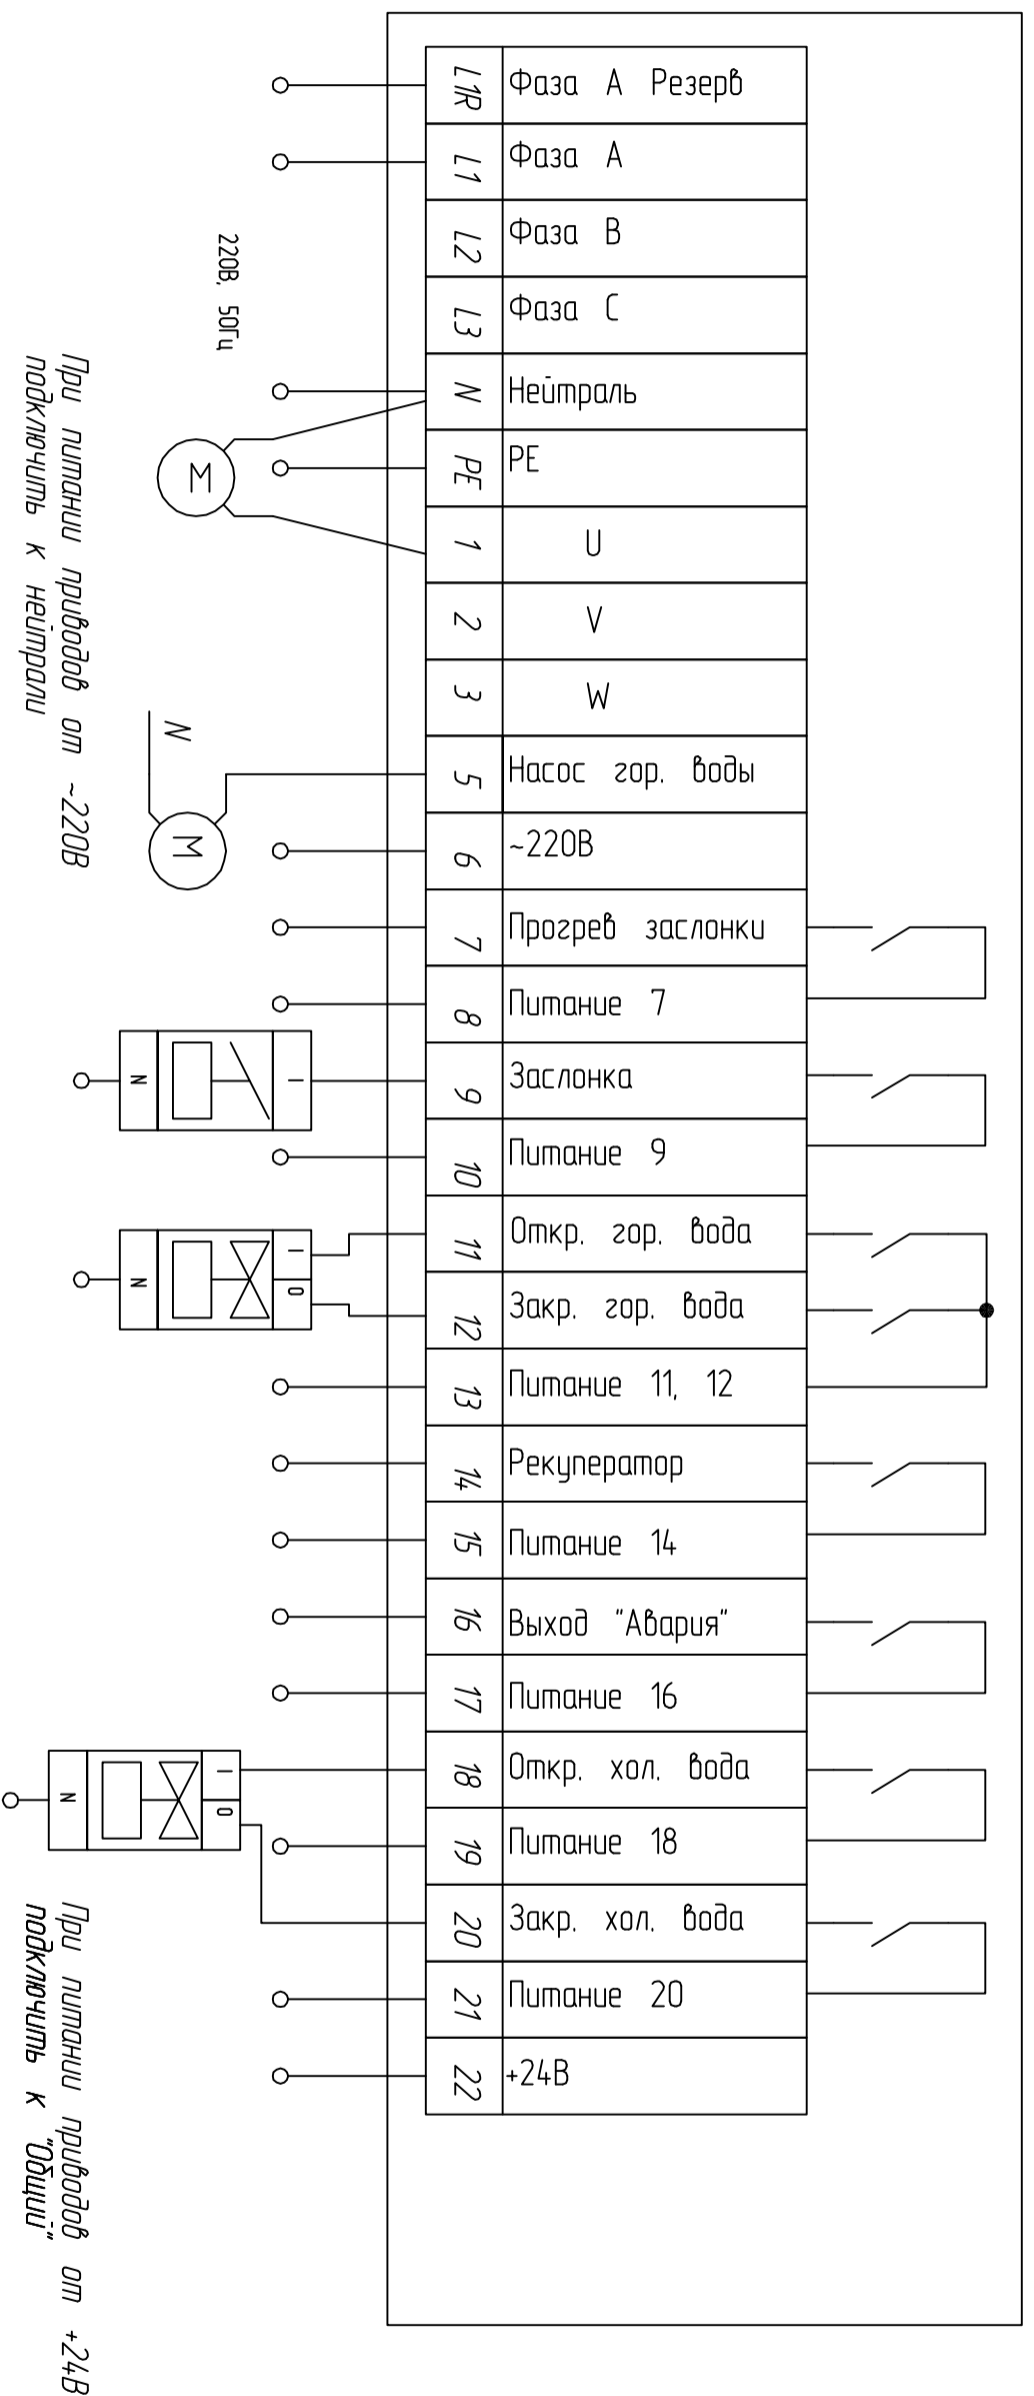 L1R Фаза А Резерв
L1 Фаза А
L2 Фаза В
L3 Фаза С
N Нейтраль
PE PE
1 U
2 V
3 W
5 Насос гор. воды
6 ~220В
7 Прогрев заслонки
8 Питание 7
9 Заслонка
10 Питание 9
11 Откр. гор. вода
12 Закр. гор. вода
13 Питание 11, 12
14 Рекуператор
15 Питание 14
16 Выход "Авария"
17 Питание 16
18 Откр. хол. вода
19 Питание 18
20 Закр. хол. вода
21 Питание 20
22 +24В
220В, 50Гц
M
N
M
N I
N I 0
N I 0
При питании приводов от ~220В
подключить к нейтрали
При питании приводов от +24В
подключить к "Общий"